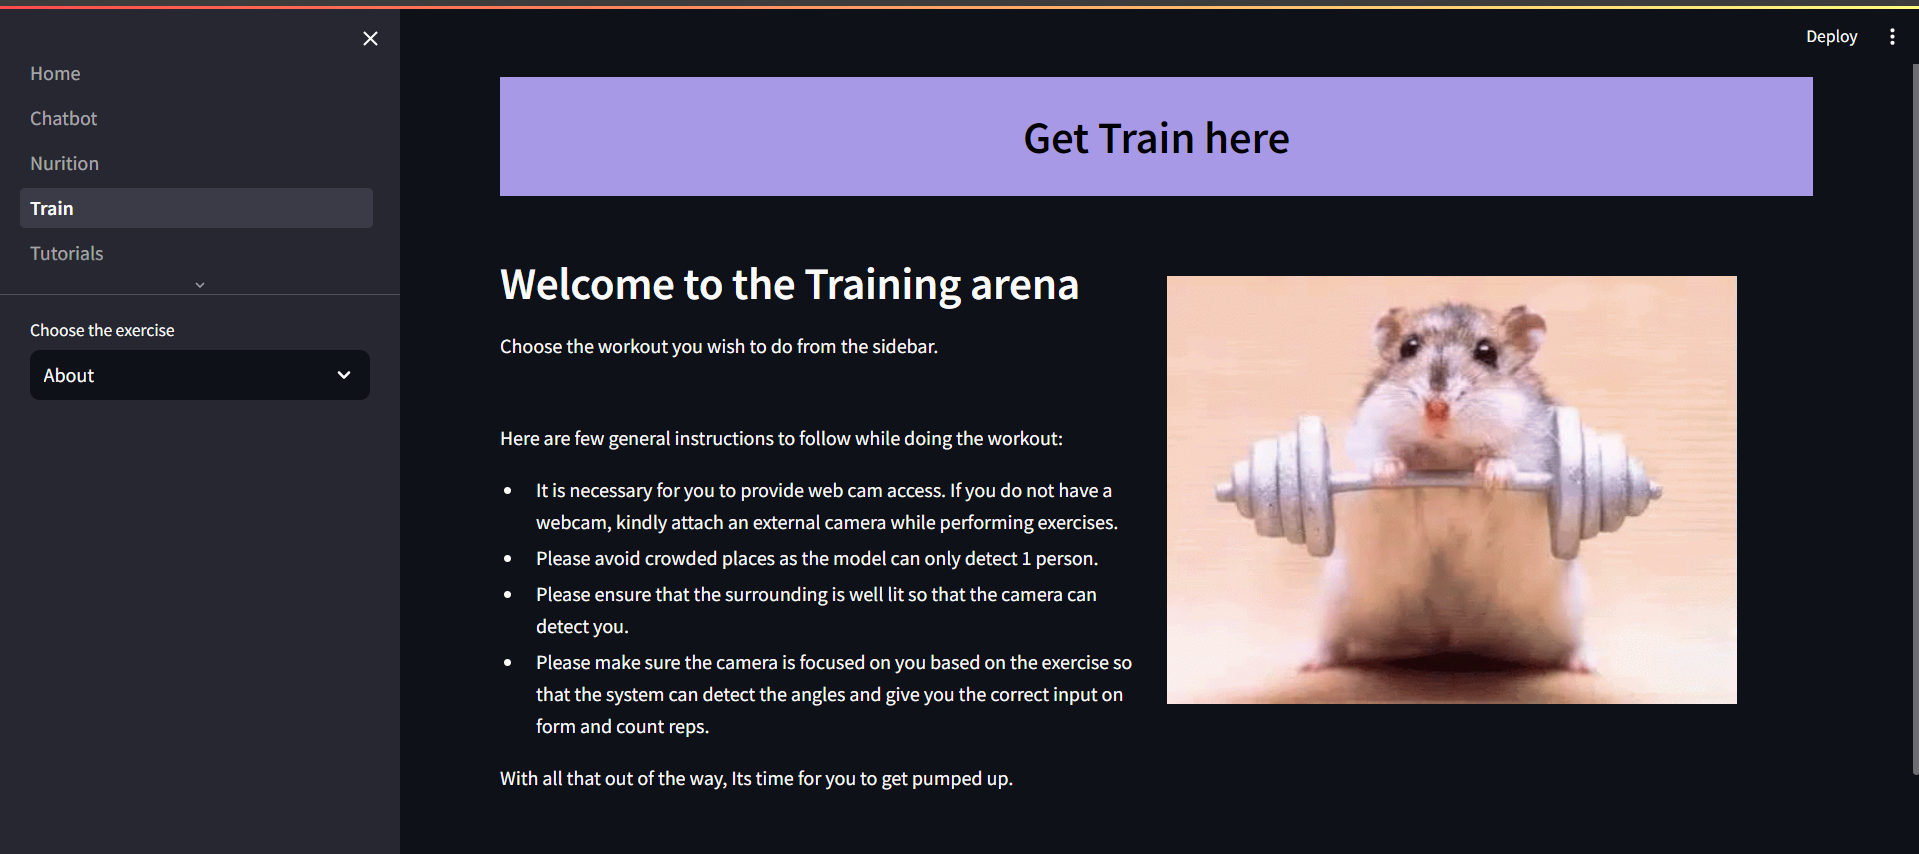 Deploy
Home
Chatbot
Nurition
Train
Tutorials
Choose the exercise
About
Get Train here
Welcome to the Training arena
Choose the workout you wish to do from the sidebar.
Here are few general instructions to follow while doing the workout:
It is necessary for you to provide web cam access. If you do not have a
webcam, kindly attach an external camera while performing exercises.
Please avoid crowded places as the model can only detect 1 person.
Please ensure that the surrounding is well lit so that the camera can
detect you.
Please make sure the camera is focused on you based on the exercise so
that the system can detect the angles and give you the correct input on
form and count reps.
With all that out of the way, Its time for you to get pumped up.